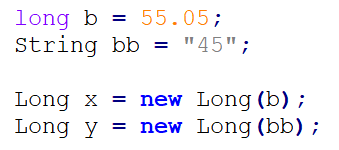 long b = 55.05;
String bb = "45";
Long x = new Long(b);
Long y = new Long(bb);